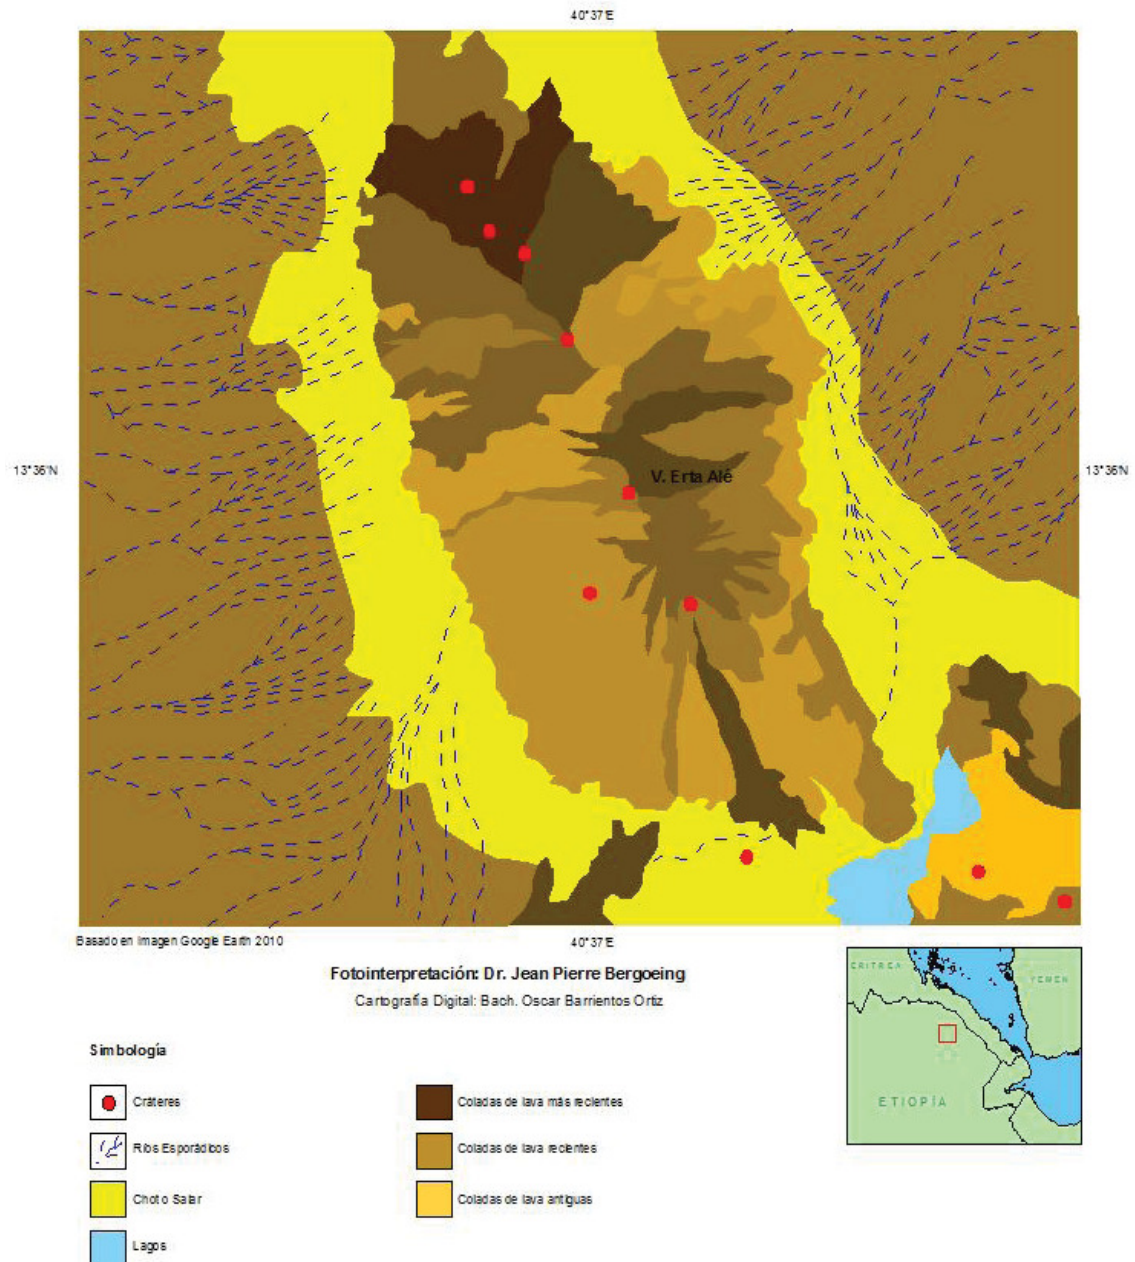 40°37'E
13°36'N
13°36'N
V. Erta Alé
Basado en Imagen Google Earth 2010
40°37'E
Fotointerpretación: Dr. Jean Pierre Bergoeing
Cartografía Digital: Bach. Oscar Barrientos Ortiz
ERITREA
YEMEN
ETIOPÍA
Simbología
Cráteres
Coladas de lava más recientes
Ríos Esporádicos
Coladas de lava recientes
Chot o Salar
Coladas de lava antiguas
Lagos